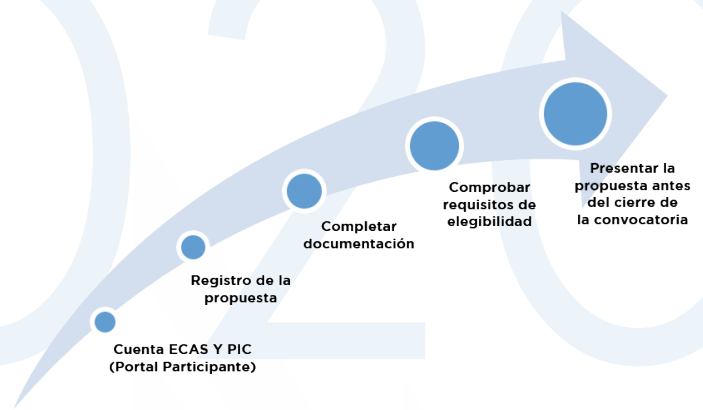 Presentar la
propuesta antes
del cierre de
la convocatoria
Comprobar
requisitos de
elegibilidad
Completar
documentación
Registro de la
propuesta
Cuenta ECAS Y PIC
(Portal Participante)